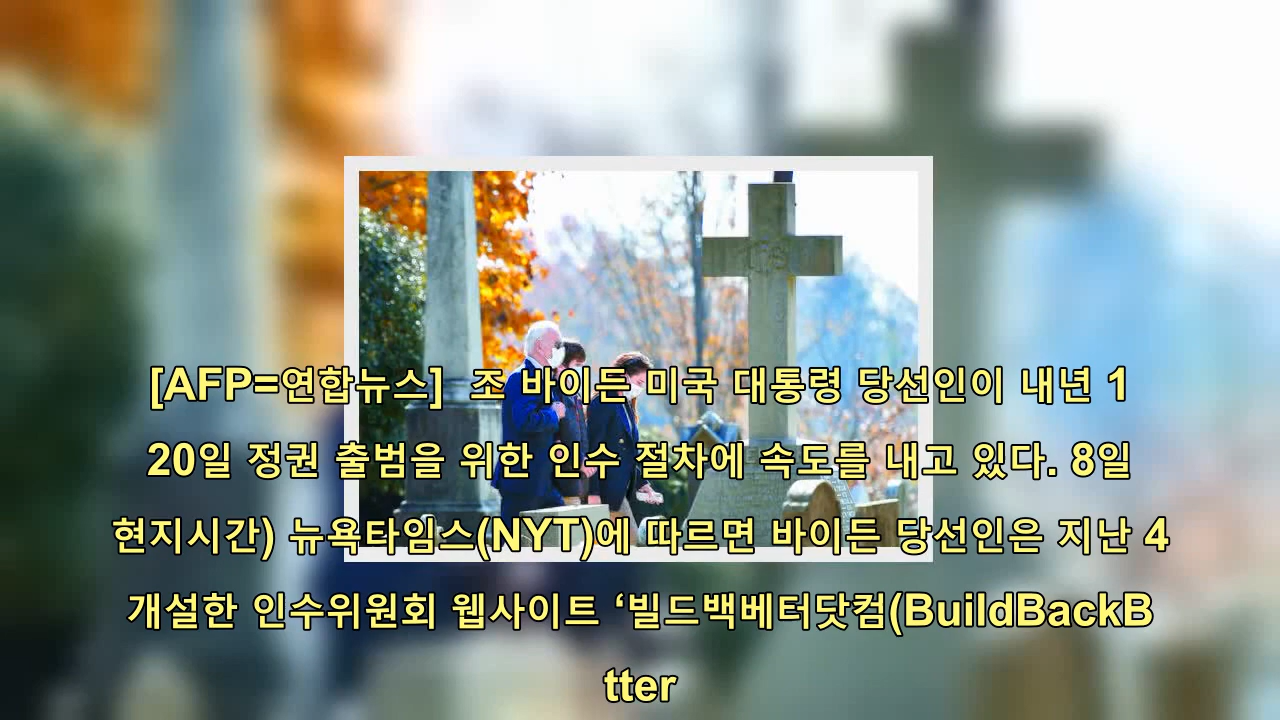 [AFP=연합뉴스] 조 바이든 미국 대통령 당선인이 내년 1
20일 정권 출범을 위한 인수 절차에 속도를 내고 있다. 8일
현지시간) 뉴욕타임스(NYT)에 따르면 바이든 당선인은 지난 4
개설한 인수위원회 웹사이트 ‘빌드백베터닷컴(BuildBackB
tter